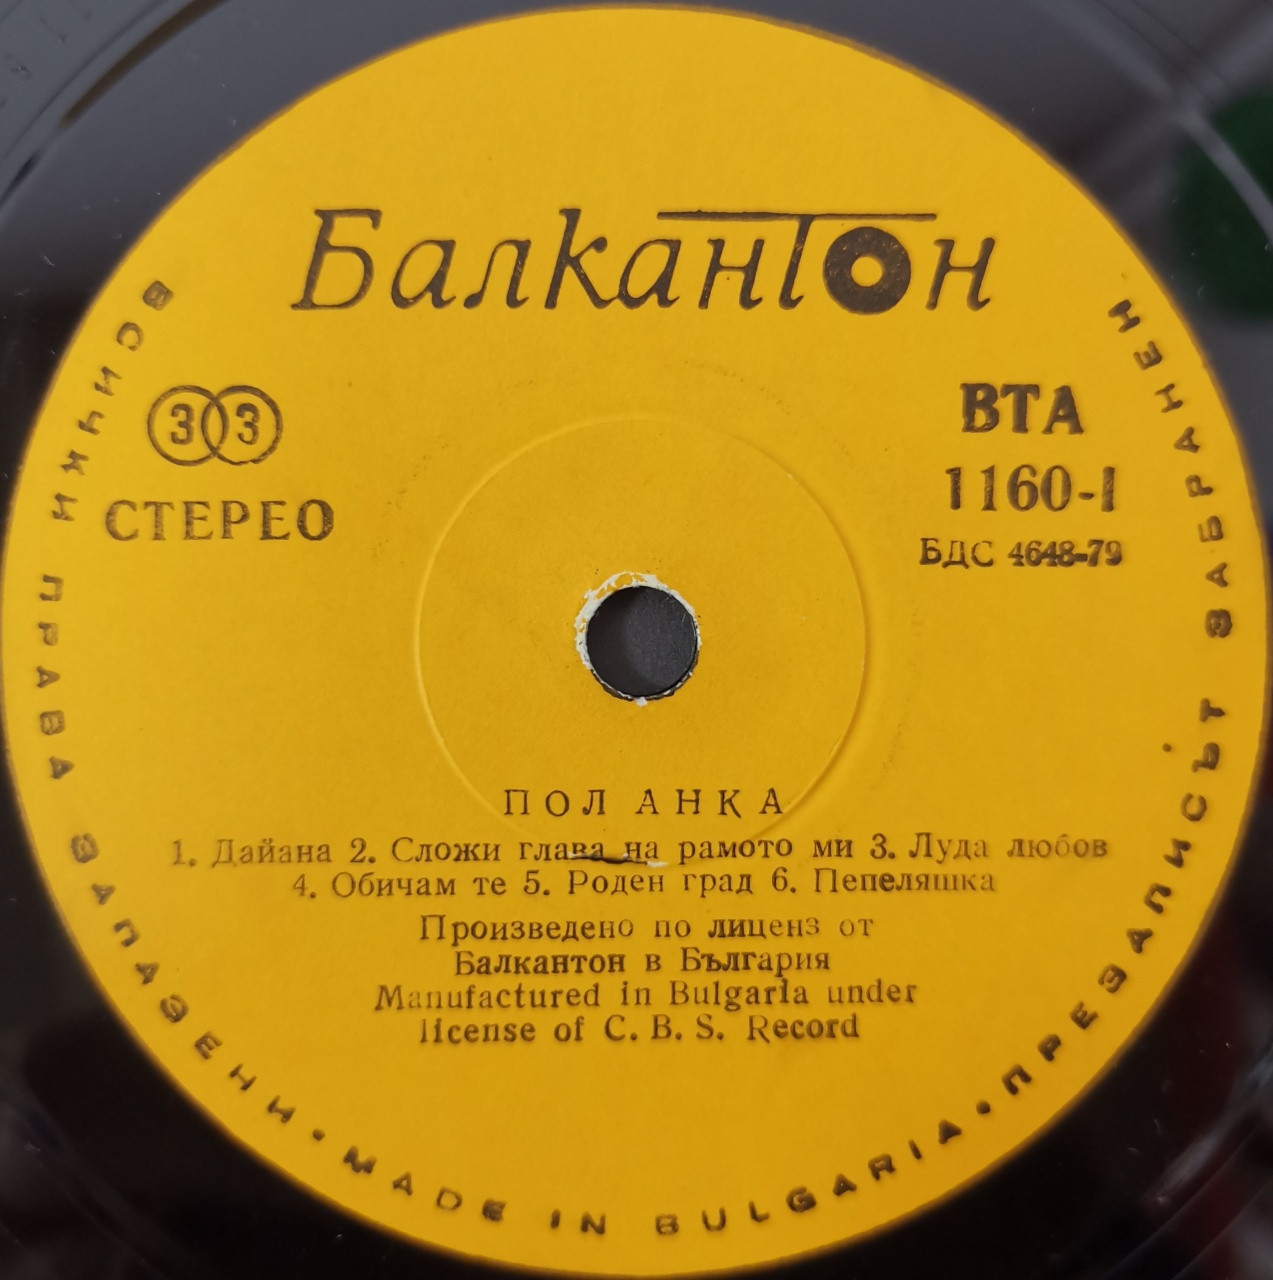 Балкантон
33
СТЕРЕО
ВТА
1160-I
БДС 4648-79
ПОЛ АНКА
1. Дайана 2. Сложи глава на рамото ми 3. Луда любов
4. Обичам те 5. Роден град 6. Пепеляшка
Произведено по лиценз от
Балкантон в България
Manufactured in Bulgaria under
license of C. B. S. Record
ВСИЧКИ ПРАВА ЗАПАЗЕНИ · MADE IN BULGARIA · ПРЕЗАПИСЪТ ЗАБРАНЕН